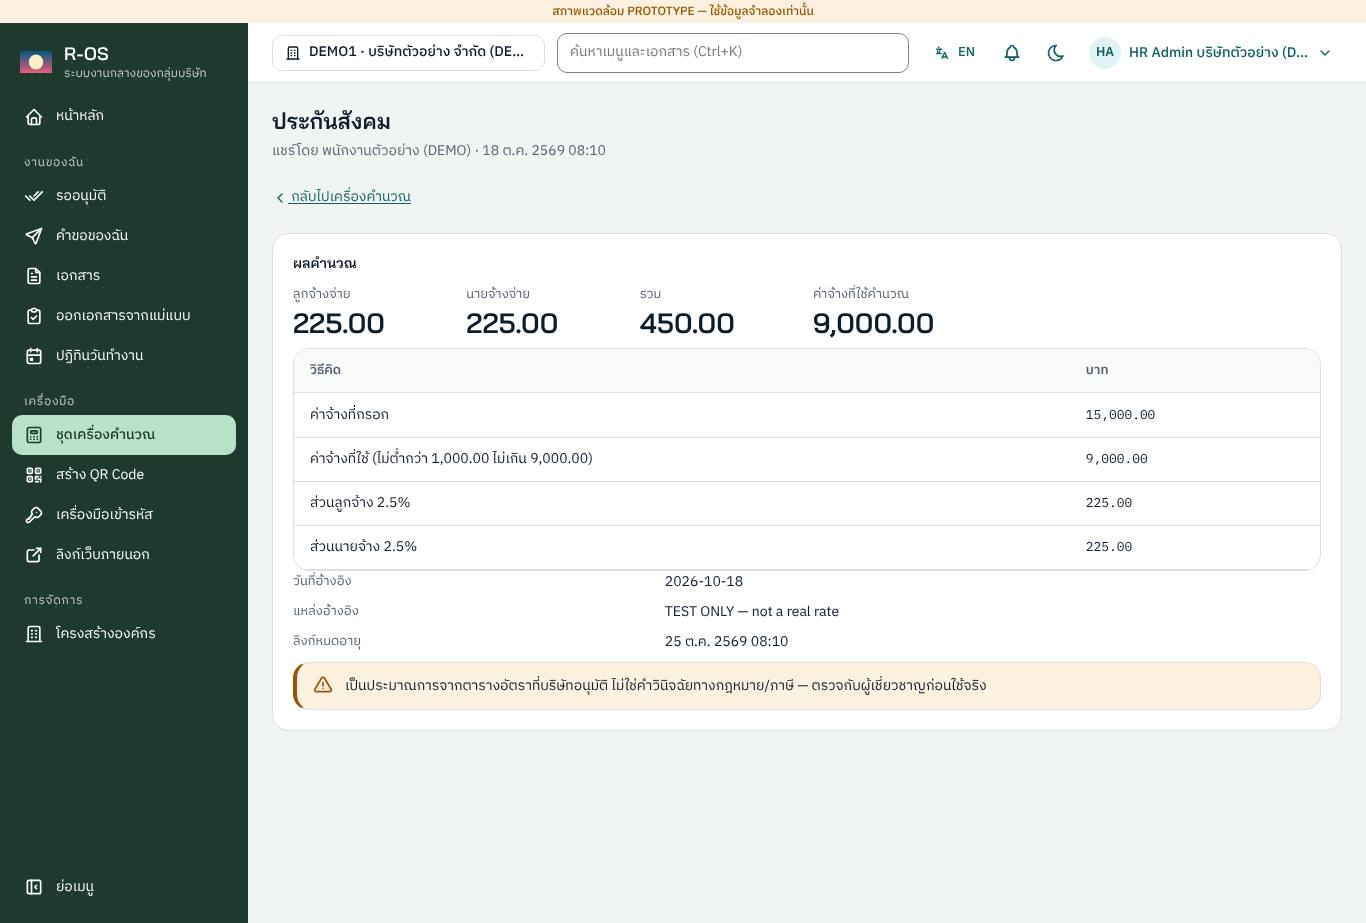 สภาพแวดล้อม PROTOTYPE — ใช้ข้อมูลจำลองเท่านั้น
R-OS
ระบบงานกลางของกลุ่มบริษัท
หน้าหลัก
งานของฉัน
รออนุมัติ
คำขอของฉัน
เอกสาร
ออกเอกสารจากแม่แบบ
ปฏิทินวันทำงาน
เครื่องมือ
ชุดเครื่องคำนวณ
สร้าง QR Code
เครื่องมือเข้ารหัส
ลิงก์เว็บภายนอก
การจัดการ
โครงสร้างองค์กร
ย่อเมนู
DEMO1 · บริษัทตัวอย่าง จำกัด (DE...
ค้นหาเมนูและเอกสาร (Ctrl+K)
EN
HA HR Admin บริษัทตัวอย่าง (D...
ประกันสังคม
แชร์โดย พนักงานตัวอย่าง (DEMO) · 18 ต.ค. 2569 08:10
กลับไปเครื่องคำนวณ
ผลคำนวณ
ลูกจ้างจ่าย นายจ้างจ่าย รวม ค่าจ้างที่ใช้คำนวณ
225.00 225.00 450.00 9,000.00
วิธีคิด บาท
ค่าจ้างที่กรอก 15,000.00
ค่าจ้างที่ใช้ (ไม่ต่ำกว่า 1,000.00 ไม่เกิน 9,000.00) 9,000.00
ส่วนลูกจ้าง 2.5% 225.00
ส่วนนายจ้าง 2.5% 225.00
วันที่อ้างอิง 2026-10-18
แหล่งอ้างอิง TEST ONLY — not a real rate
ลิงก์หมดอายุ 25 ต.ค. 2569 08:10
เป็นประมาณการจากตารางอัตราที่บริษัทอนุมัติ ไม่ใช่คำวินิจฉัยทางกฎหมาย/ภาษี — ตรวจกับผู้เชี่ยวชาญก่อนใช้จริง